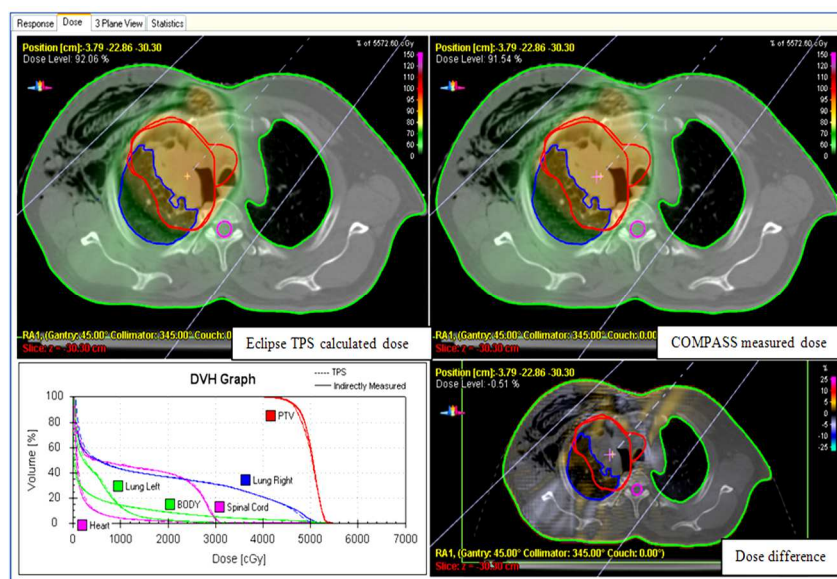 Response Dose 3 Plane View Statistics
Position [cm]:-3.79 -22.86 -30.30
Dose Level: 92.06 %
% of 5572.60 cGy
150
130
120
110
100
95
90
80
70
60
0
RA1, (Gantry: 45.00° Collimator: 345.00° Couch:0.
Slice: z = -30.30 cm
Eclipse TPS calculated dose
Position [cm]:-3.79 -22.86 -30.30
Dose Level: 91.54 %
% of 5572.60 cGy
150
130
120
110
100
95
90
80
70
60
0
RA1, (Gantry: 45.00° Collimator: 345.00° Couch:0.00°)
Slice: z = -30.30 cm
COMPASS measured dose
DVH Graph
---- TPS
Indirectly Measured
Volume [%]
100
80
60
40
20
0
PTV
Lung Right
Lung Left
BODY
Spinal Cord
Heart
0 1000 2000 3000 4000 5000 6000 7000
Dose [cGy]
Position [cm]:-3.79 -22.86 -30.30
Dose Level: -0.51 %
%
25
10
5
0
-5
-10
-25
RA1, (Gantry: 45.00° Collimator: 345.00° Couch: 0.00°)
Slice: z = -30.30 cm
Dose difference